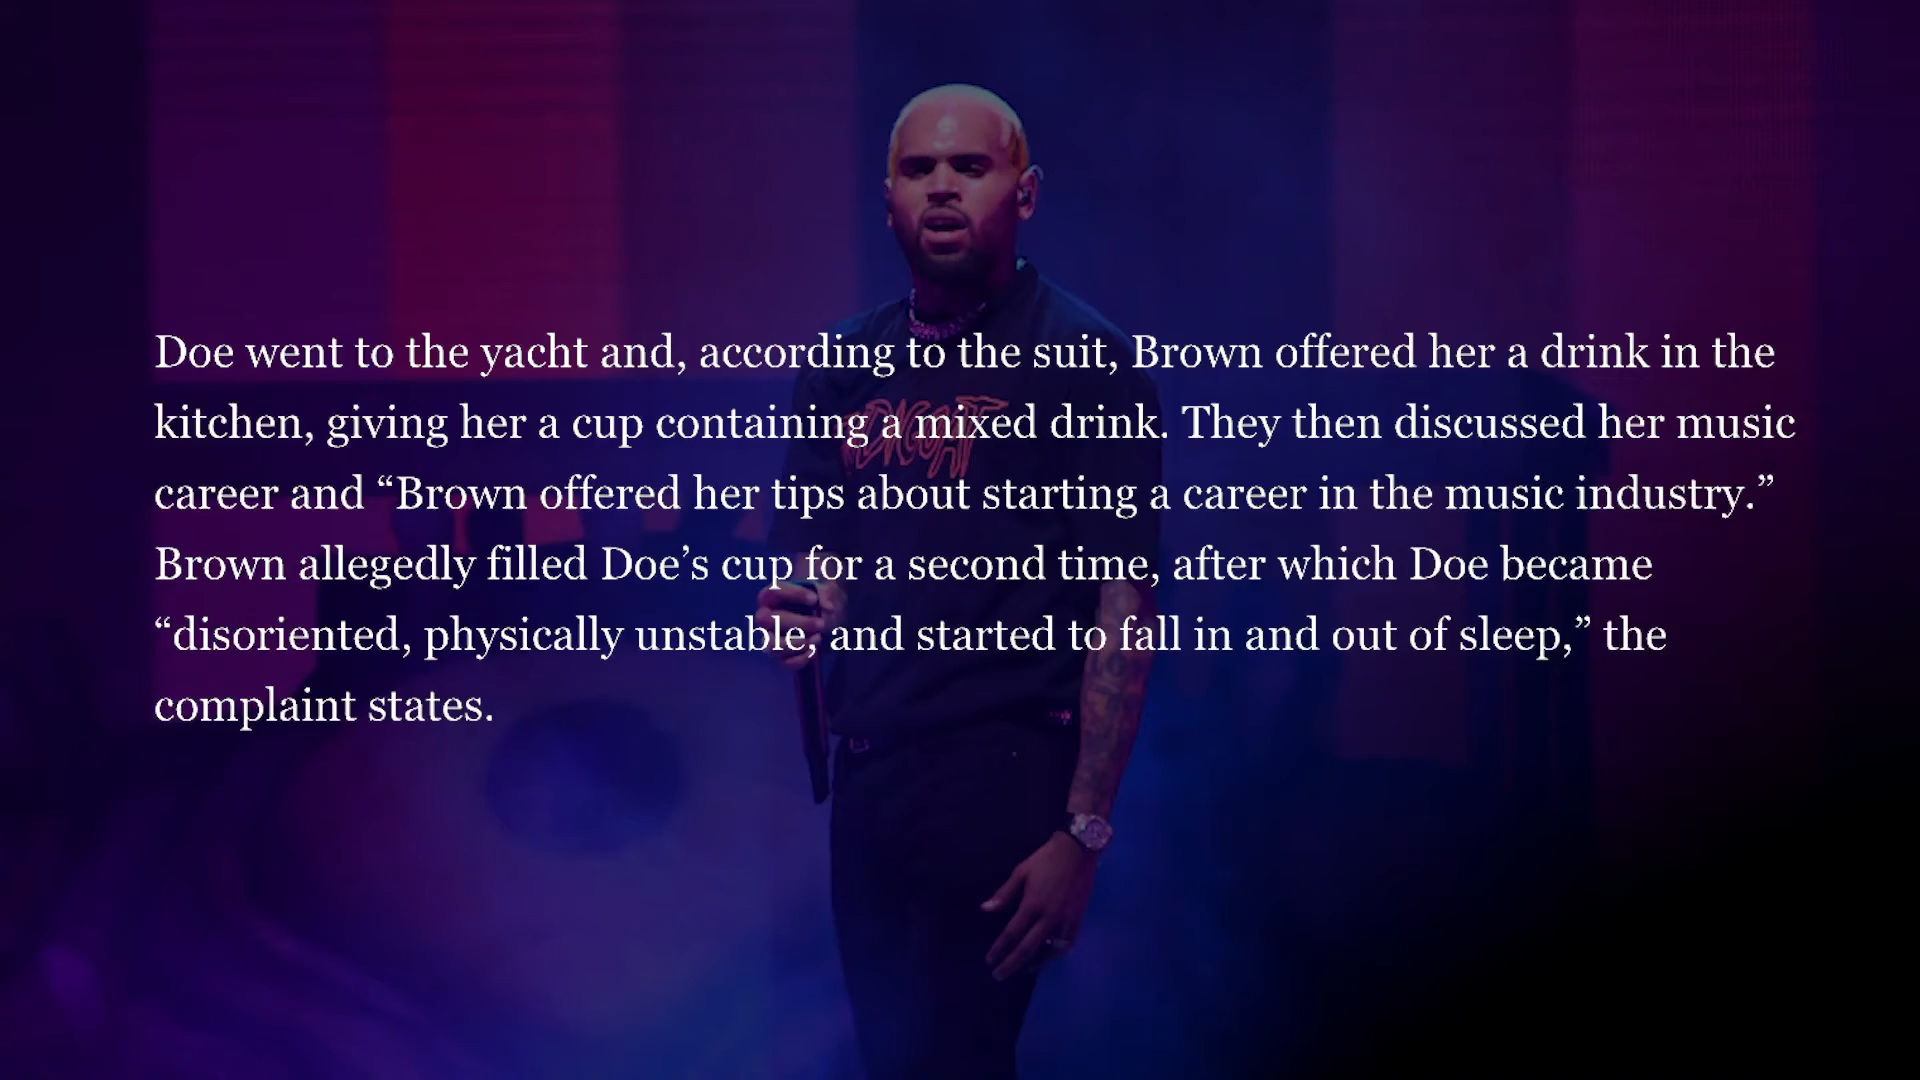 Doe went to the yacht and, according to the suit, Brown offered her a drink in the
kitchen, giving her a cup containing a mixed drink. They then discussed her music
career and “Brown offered her tips about starting a career in the music industry.”
Brown allegedly filled Doe’s cup for a second time, after which Doe became
“disoriented, physically unstable, and started to fall in and out of sleep,” the
complaint states.